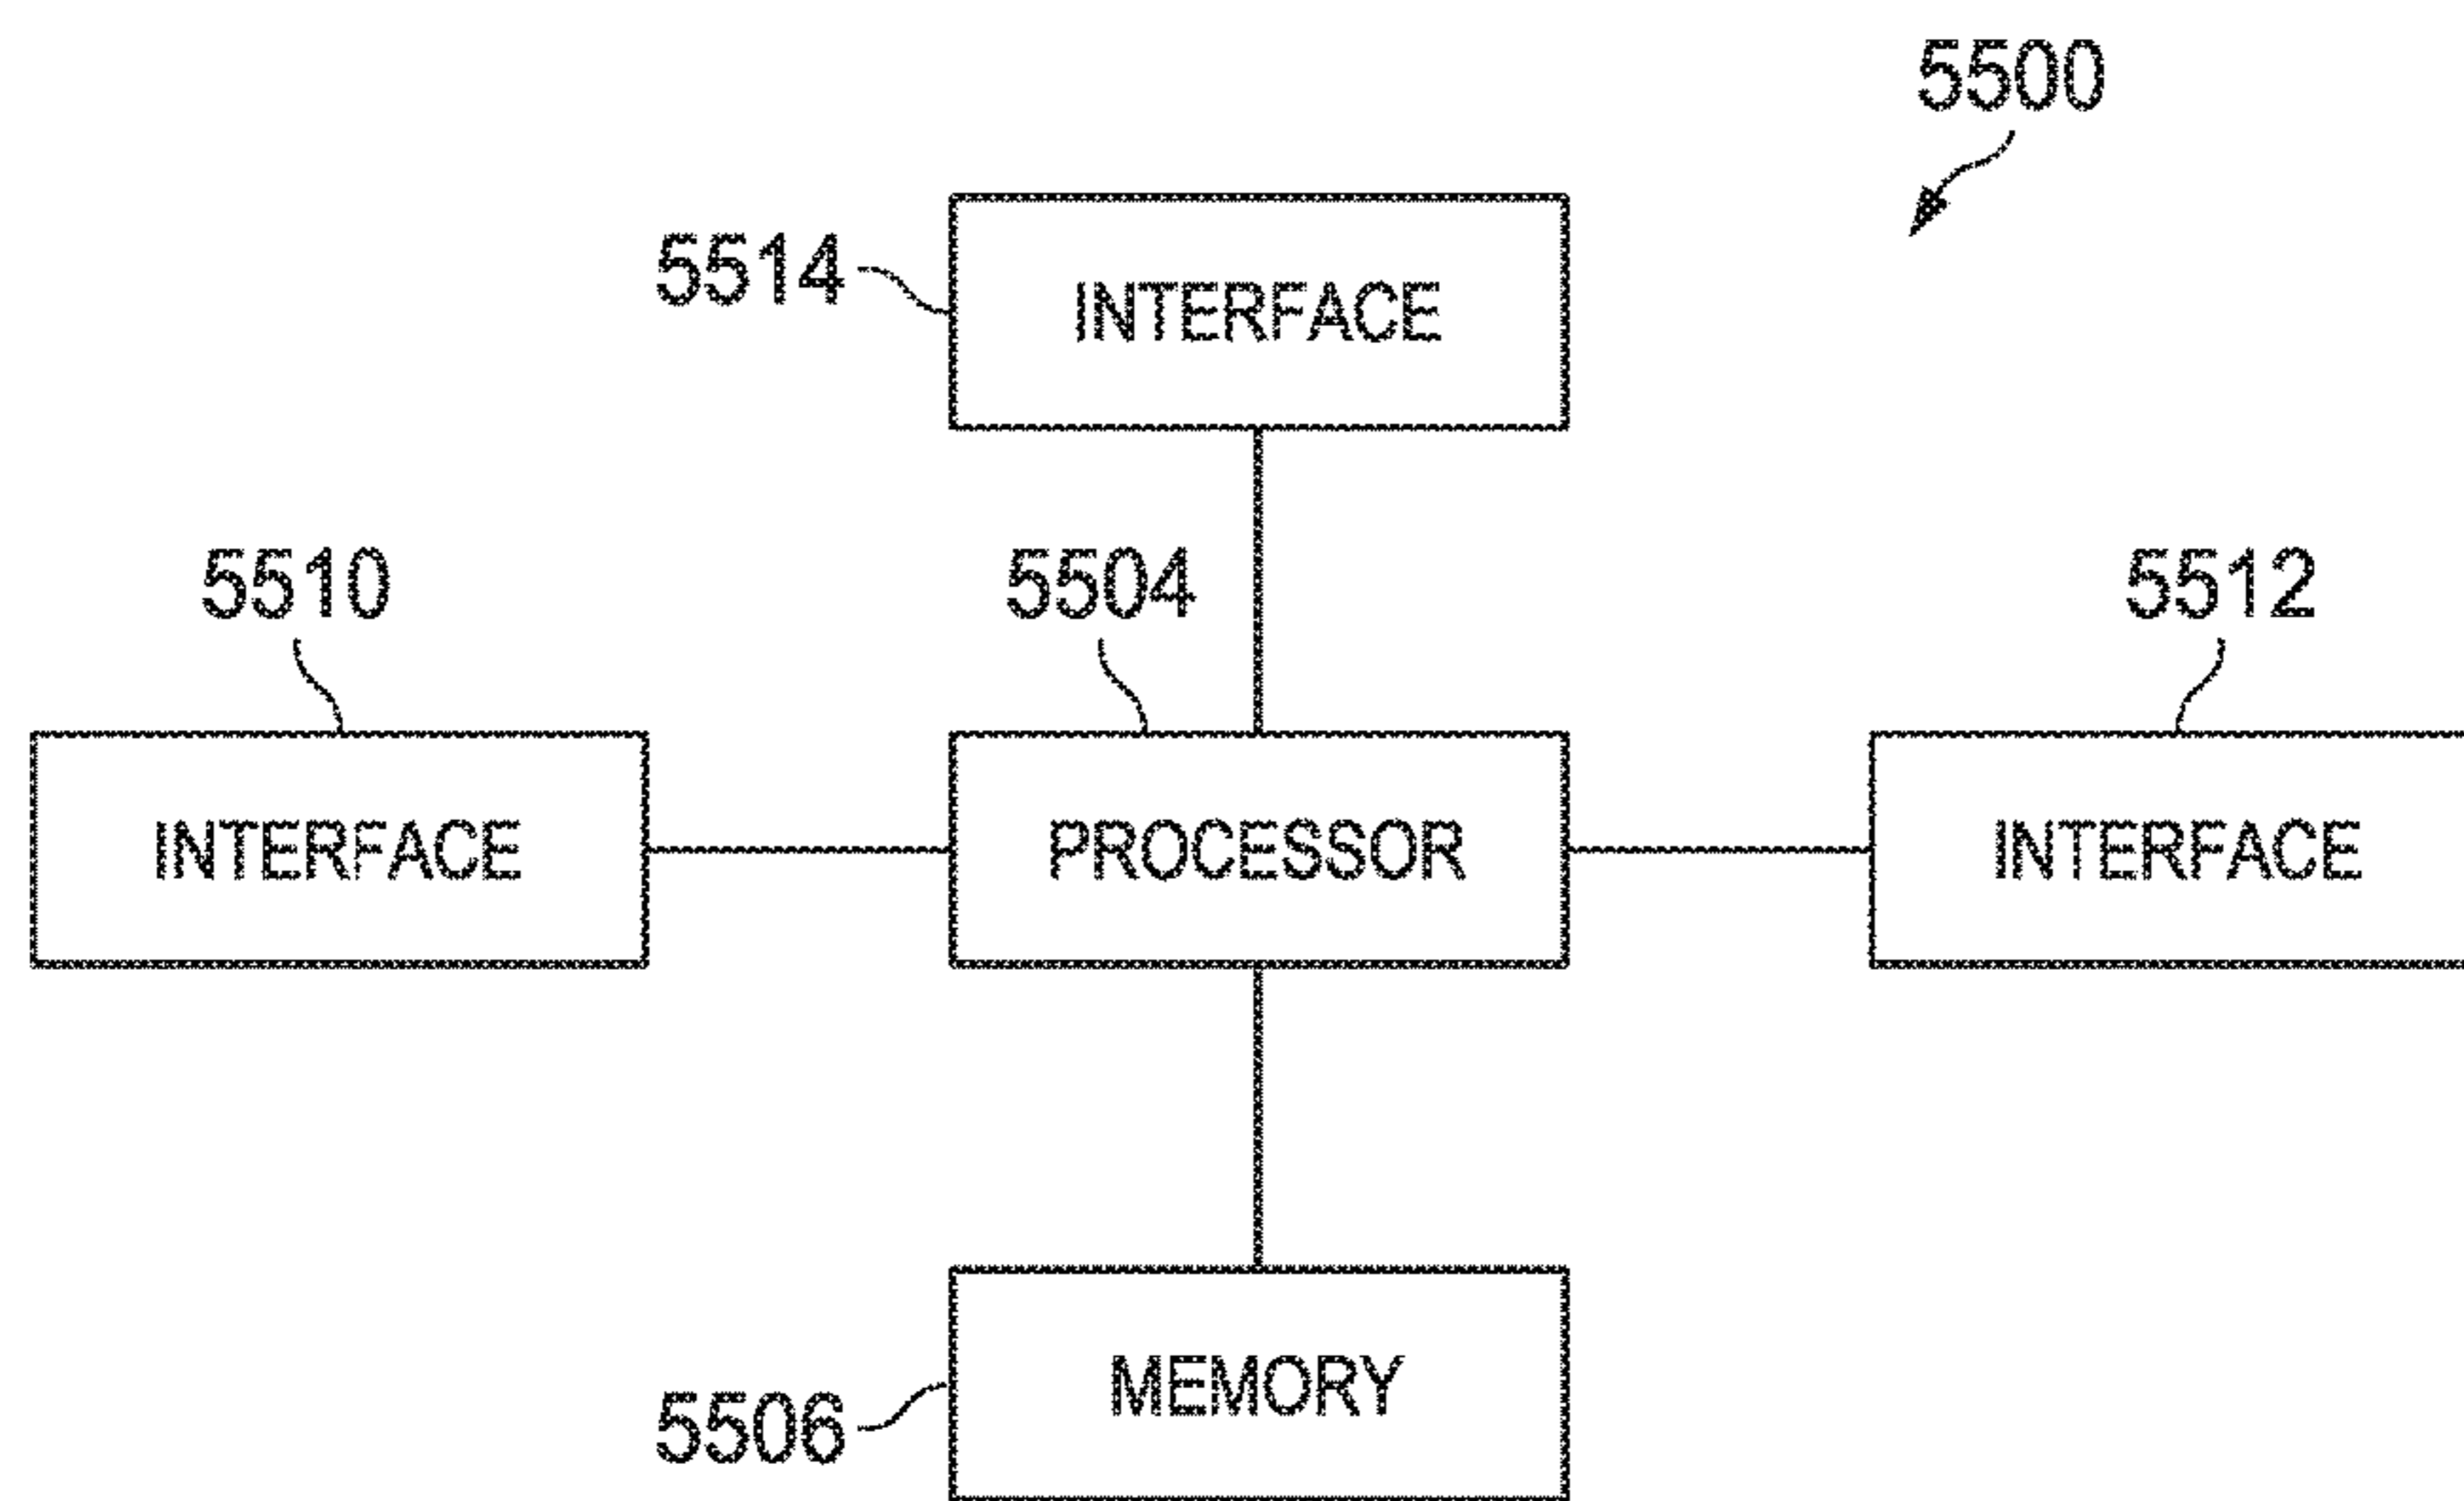 5500
5514
INTERFACE
5510
5504
5512
INTERFACE
PROCESSOR
INTERFACE
MEMORY
5506